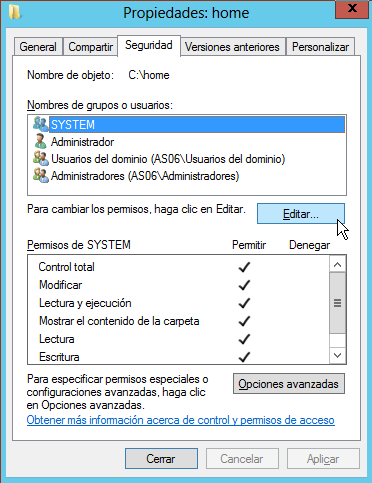 Propiedades: home
General Compartir Seguridad Versiones anteriores Personalizar
Nombre de objeto: C:\home
Nombres de grupos o usuarios:
SYSTEM
Administrador
Usuarios del dominio (AS06\Usuarios del dominio)
Administradores (AS06\Administradores)
Para cambiar los permisos, haga clic en Editar. Editar...
Permisos de SYSTEM Permitir Denegar
Control total
Modificar
Lectura y ejecución
Mostrar el contenido de la carpeta
Lectura
Escritura
Para especificar permisos especiales o
configuraciones avanzadas, haga clic
en Opciones avanzadas.
Opciones avanzadas
Obtener más información acerca de control y permisos de acceso
Cerrar Cancelar Aplicar